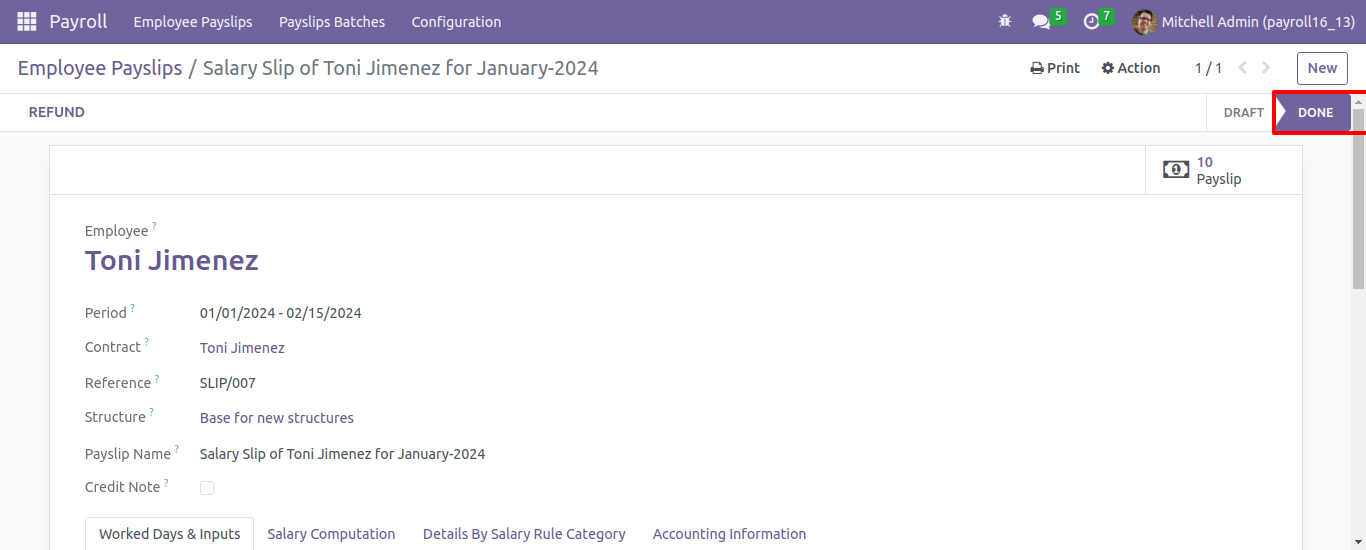 Payroll Employee Payslips Payslips Batches Configuration 5 7 Mitchell Admin (payroll16_13)
Employee Payslips / Salary Slip of Toni Jimenez for January-2024 Print Action 1 / 1 New
REFUND DRAFT DONE
10
Payslip
Employee ?
Toni Jimenez
Period ? 01/01/2024 - 02/15/2024
Contract ? Toni Jimenez
Reference ? SLIP/007
Structure ? Base for new structures
Payslip Name ? Salary Slip of Toni Jimenez for January-2024
Credit Note ?
Worked Days & Inputs Salary Computation Details By Salary Rule Category Accounting Information